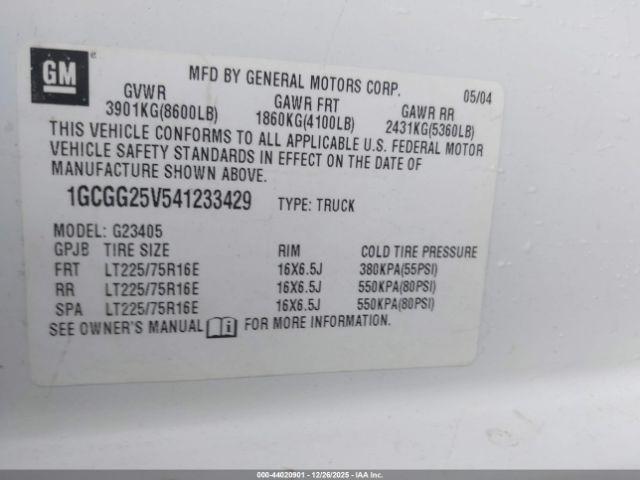 GM
MFD BY GENERAL MOTORS CORP. 05/04
GVWR GAWR FRT GAWR RR
3901KG(8600LB) 1860KG(4100LB) 2431KG(5360LB)
THIS VEHICLE CONFORMS TO ALL APPLICABLE U.S. FEDERAL MOTOR
VEHICLE SAFETY STANDARDS IN EFFECT ON THE DATE OF
MANUFACTURE SHOWN ABOVE.
1GCGG25V541233429 TYPE: TRUCK
MODEL: G23405
GPJB TIRE SIZE RIM COLD TIRE PRESSURE
FRT LT225/75R16E 16X6.5J 380KPA(55PSI)
RR LT225/75R16E 16X6.5J 550KPA(80PSI)
SPA LT225/75R16E 16X6.5J 550KPA(80PSI)
SEE OWNER'S MANUAL i FOR MORE INFORMATION.
000-44020901 - 12/26/2025 - IAAI.COM